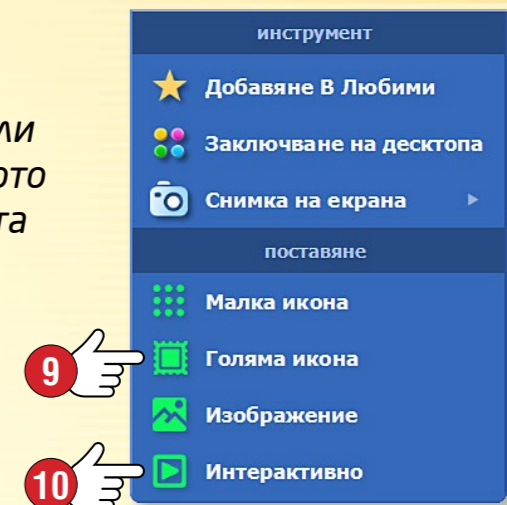 инструмент
Добавяне В Любими
Заключване на десктопа
Снимка на екрана
поставяне
Малка икона
9
Голяма икона
Изображение
10
Интерактивно